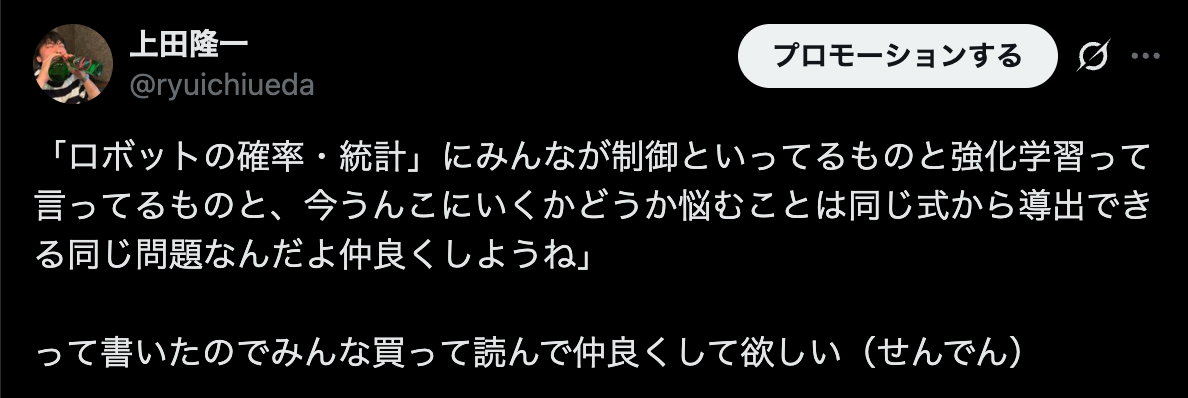 上田隆一
@ryuichiueda
プロモーションする
「ロボットの確率・統計」にみんなが制御といってるものと強化学習って
言ってるものと、今うんこにいくかどうか悩むことは同じ式から導出でき
る同じ問題なんだよ仲良くしようね」
って書いたのでみんな買って読んで仲良くして欲しい（せんでん）